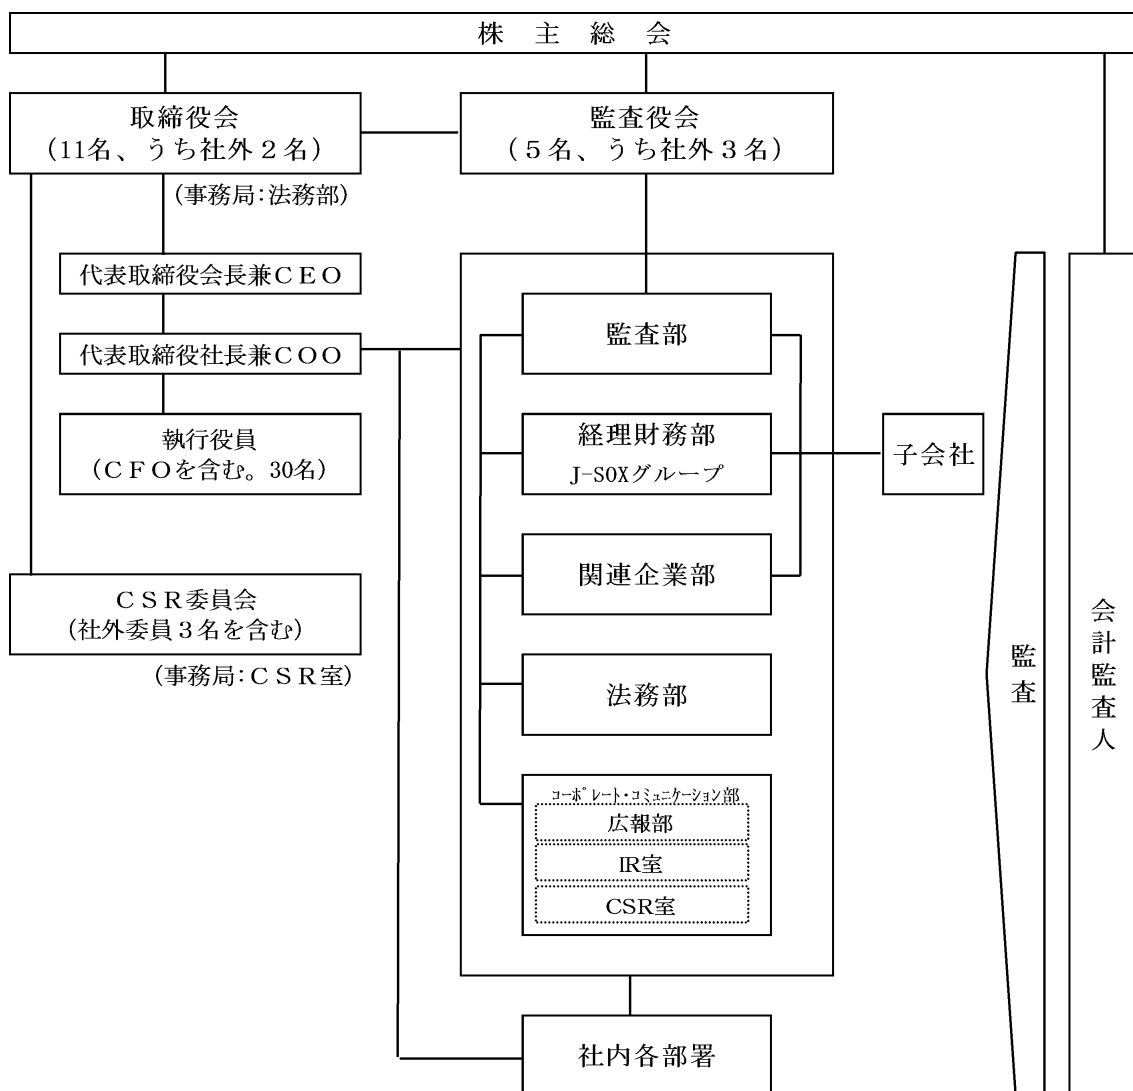 株主総会
取締役会
(11名、うち社外２名)
監査役会
(５名、うち社外３名)
(事務局:法務部)
代表取締役会長兼ＣＥＯ
代表取締役社長兼ＣＯＯ
執行役員
(ＣＦＯを含む。30名)
ＣＳＲ委員会
(社外委員３名を含む)
(事務局:ＣＳＲ室)
監査部
経理財務部
J-SOXグループ
関連企業部
法務部
ｺｰﾎﾟﾚｰﾄ・ｺﾐｭﾆｹｰｼｮﾝ部
広報部
IR室
CSR室
社内各部署
子会社
監査
会計監査人